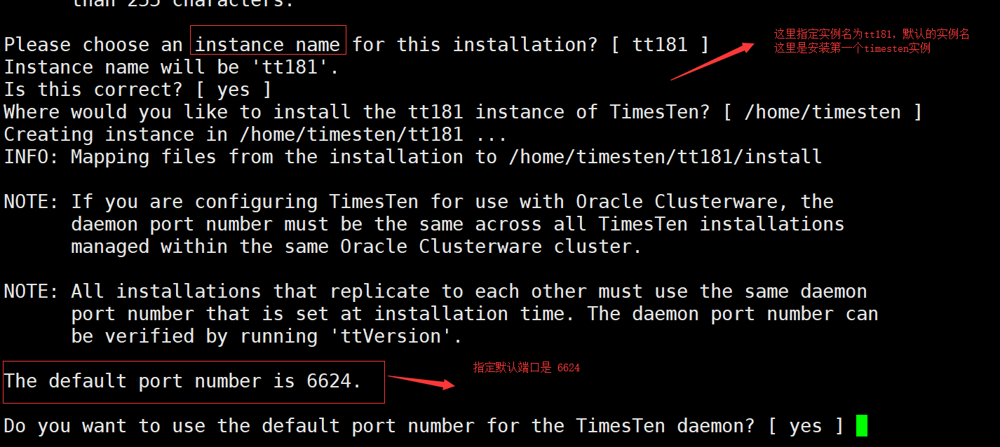 than 255 characters.
Please choose an instance name for this installation? [ tt181 ]
这里指定实例名为tt181，默认的实例名
这里是安装第一个timesten实例
Instance name will be 'tt181'.
Is this correct? [ yes ]
Where would you like to install the tt181 instance of TimesTen? [ /home/timesten ]
Creating instance in /home/timesten/tt181 ...
INFO: Mapping files from the installation to /home/timesten/tt181/install
NOTE: If you are configuring TimesTen for use with Oracle Clusterware, the
daemon port number must be the same across all TimesTen installations
managed within the same Oracle Clusterware cluster.
NOTE: All installations that replicate to each other must use the same daemon
port number that is set at installation time. The daemon port number can
be verified by running 'ttVersion'.
指定默认端口是 6624
The default port number is 6624.
Do you want to use the default port number for the TimesTen daemon? [ yes ]